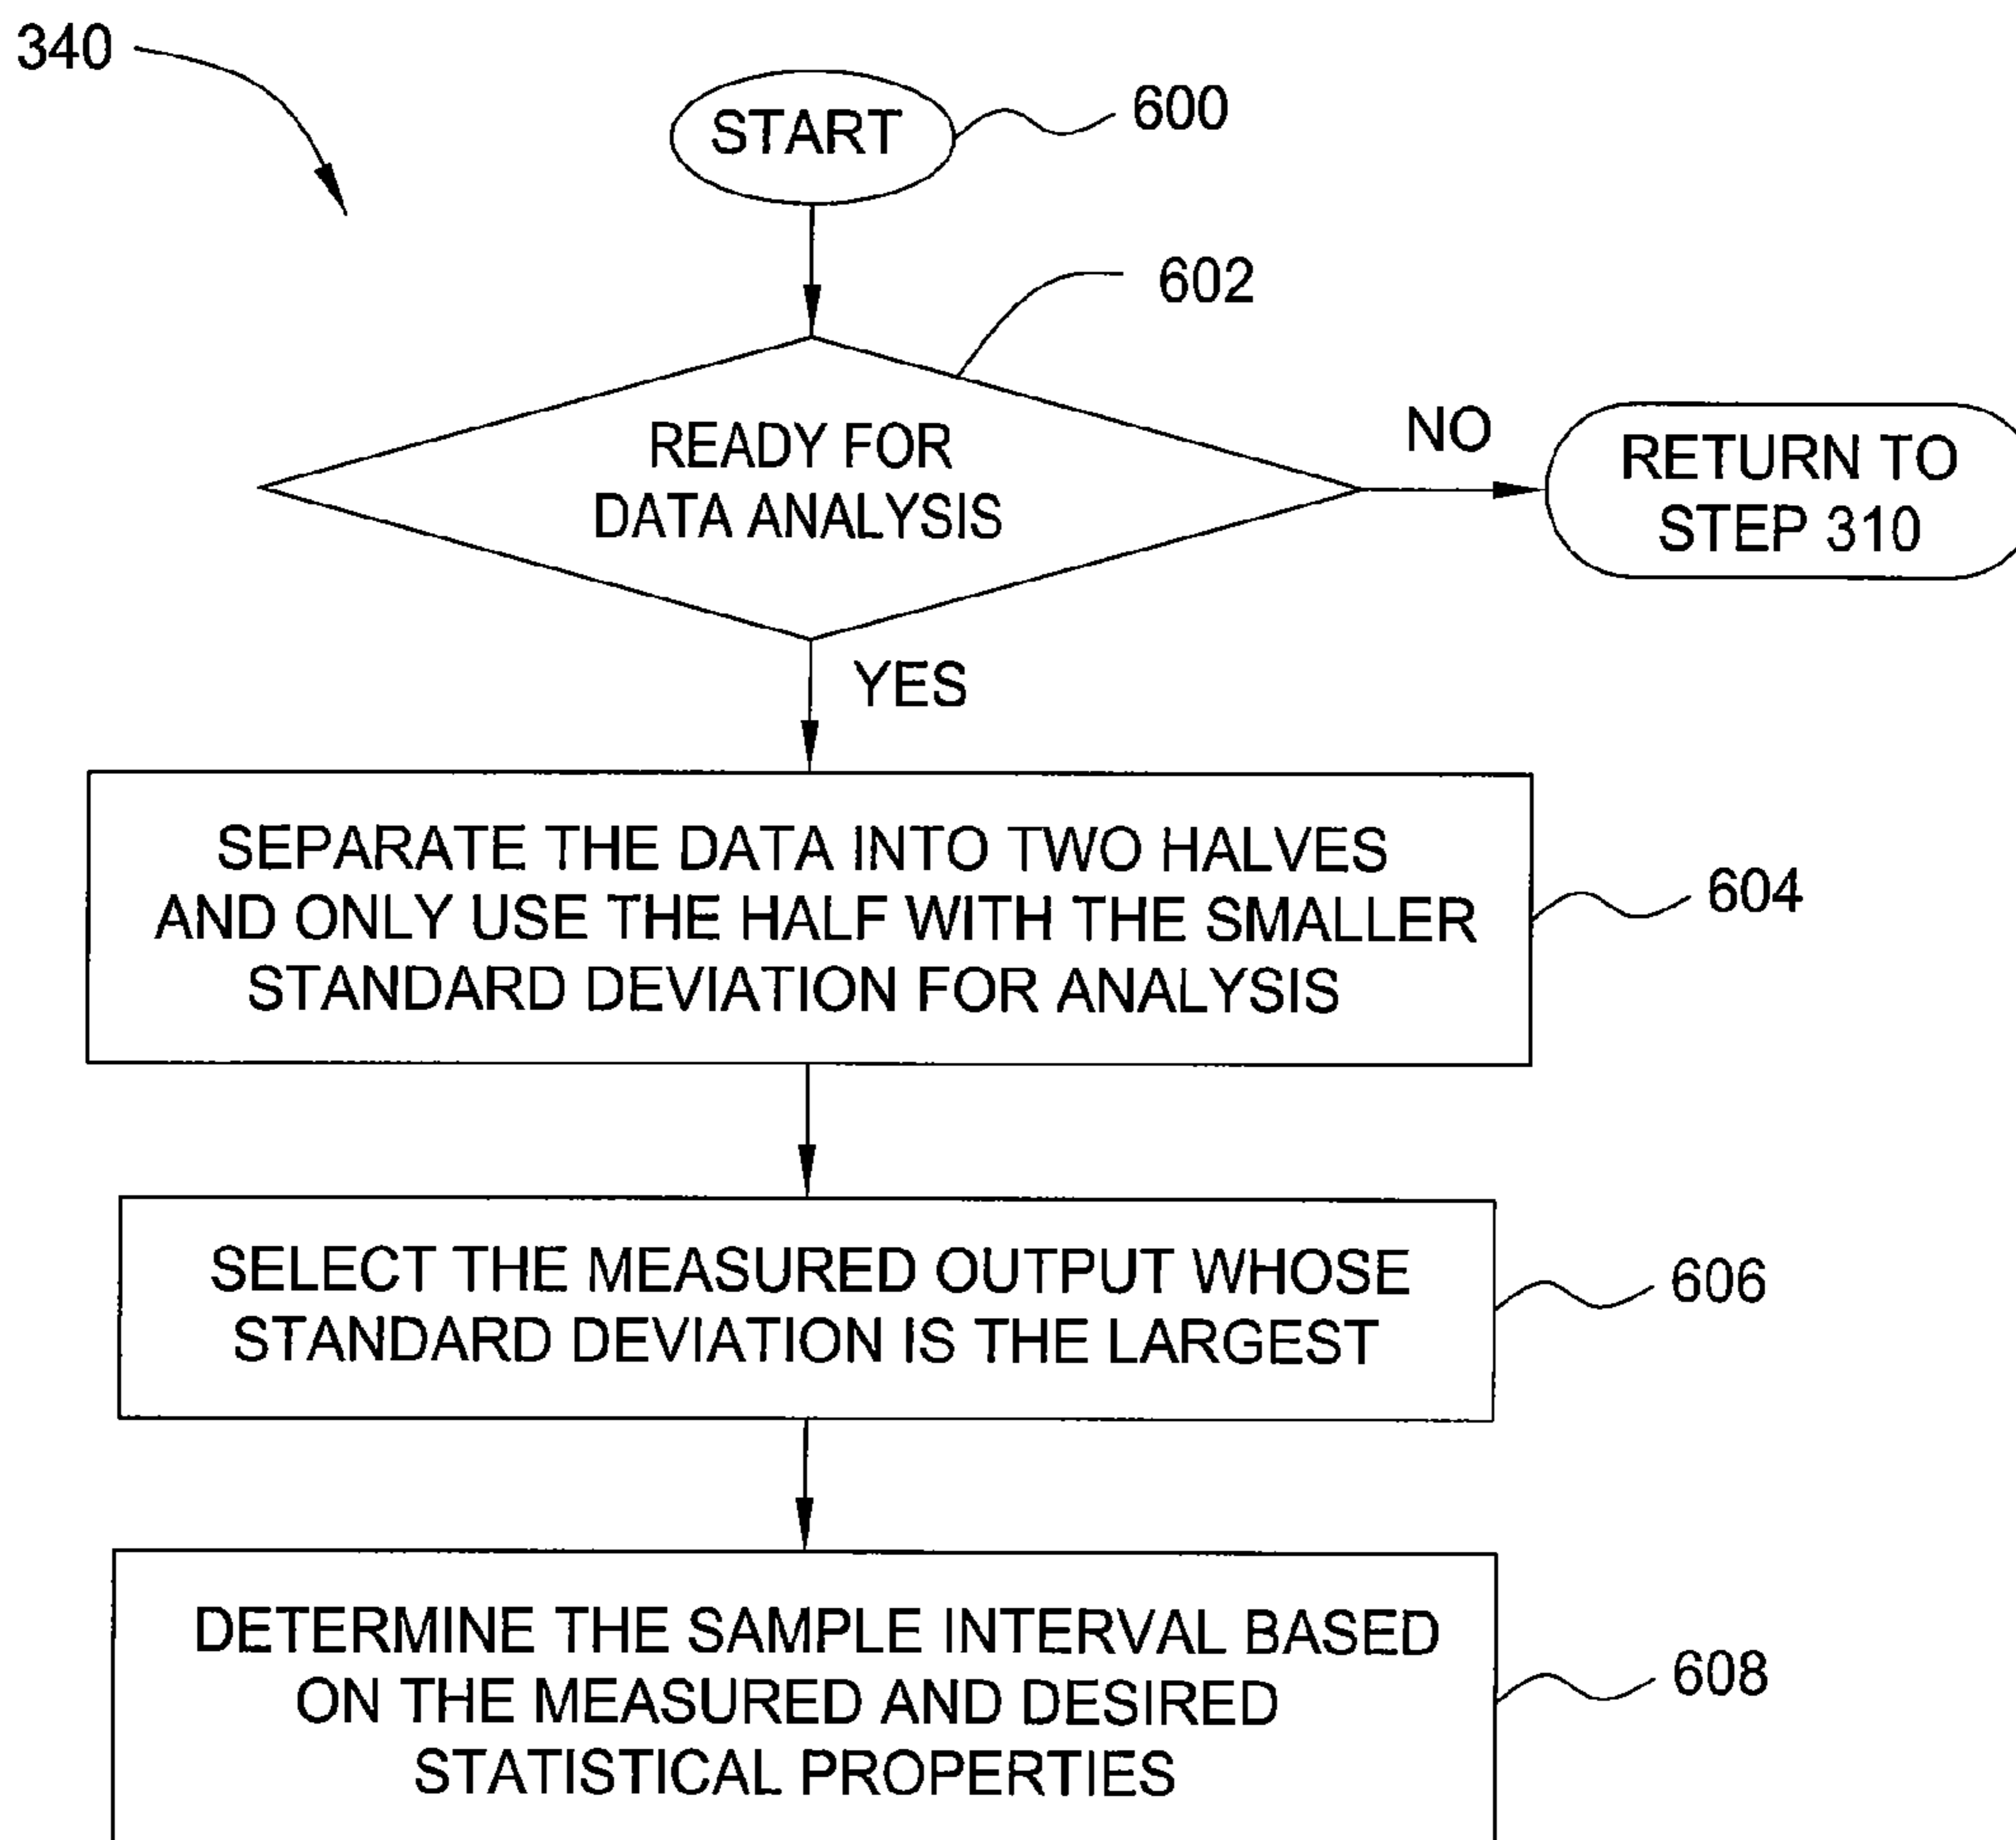 340
START
600
602
READY FOR
DATA ANALYSIS
NO
RETURN TO
STEP 310
YES
SEPARATE THE DATA INTO TWO HALVES
AND ONLY USE THE HALF WITH THE SMALLER
STANDARD DEVIATION FOR ANALYSIS
604
SELECT THE MEASURED OUTPUT WHOSE
STANDARD DEVIATION IS THE LARGEST
606
DETERMINE THE SAMPLE INTERVAL BASED
ON THE MEASURED AND DESIRED
STATISTICAL PROPERTIES
608